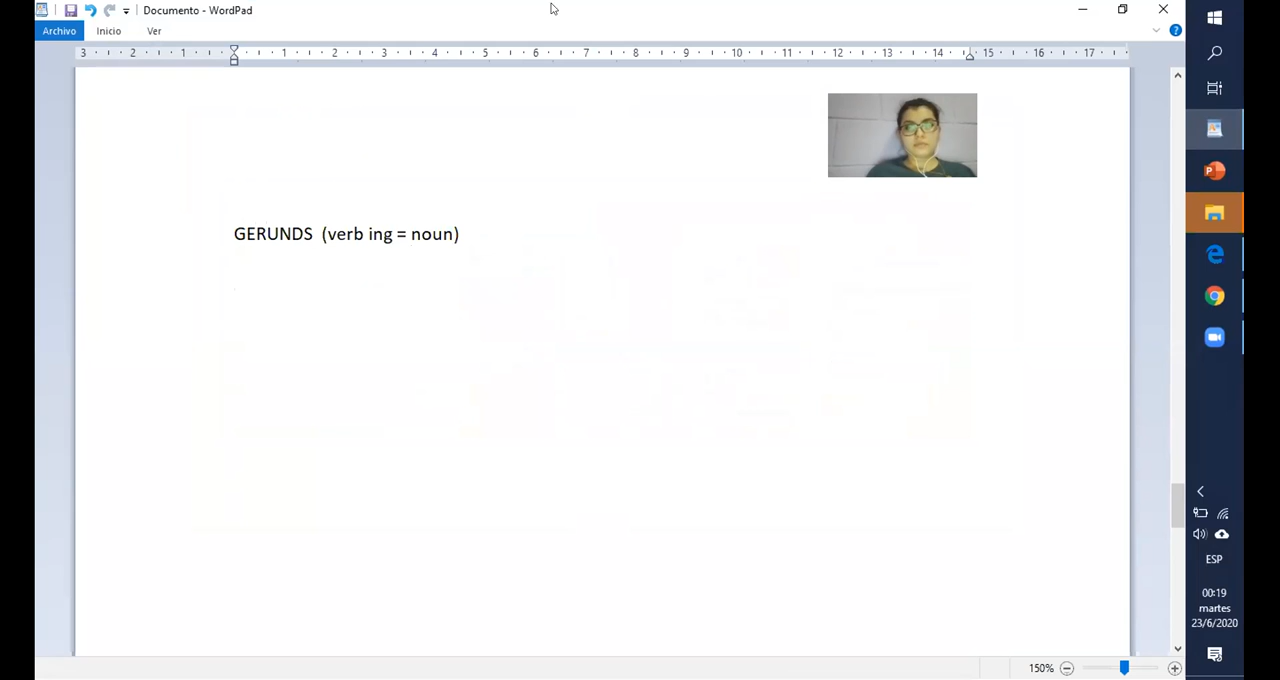 Documento - WordPad
Archivo Inicio Ver
3 2 1 1 2 3 4 5 6 7 8 9 10 11 12 13 14 15 16 17
GERUNDS (verb ing = noun)
ESP
00:19
martes
23/6/2020
150%